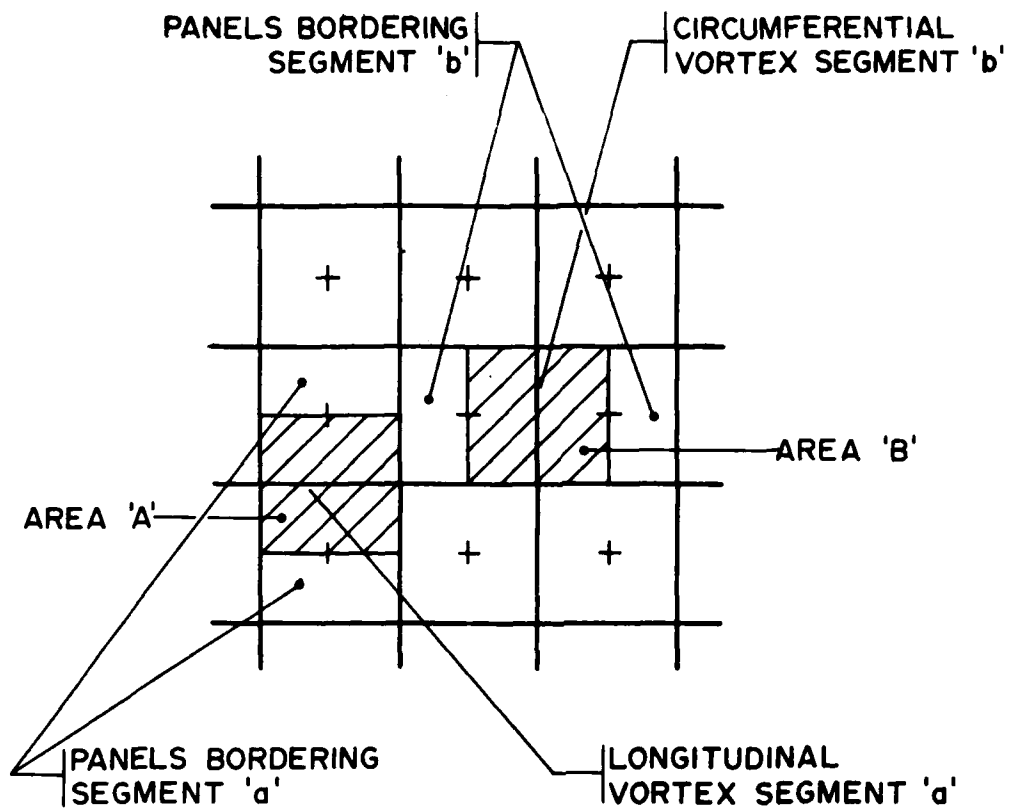 PANELS BORDERING
SEGMENT 'b'
CIRCUMFERENTIAL
VORTEX SEGMENT 'b'
AREA 'B'
AREA 'A'
PANELS BORDERING
SEGMENT 'a'
LONGITUDINAL
VORTEX SEGMENT 'a'